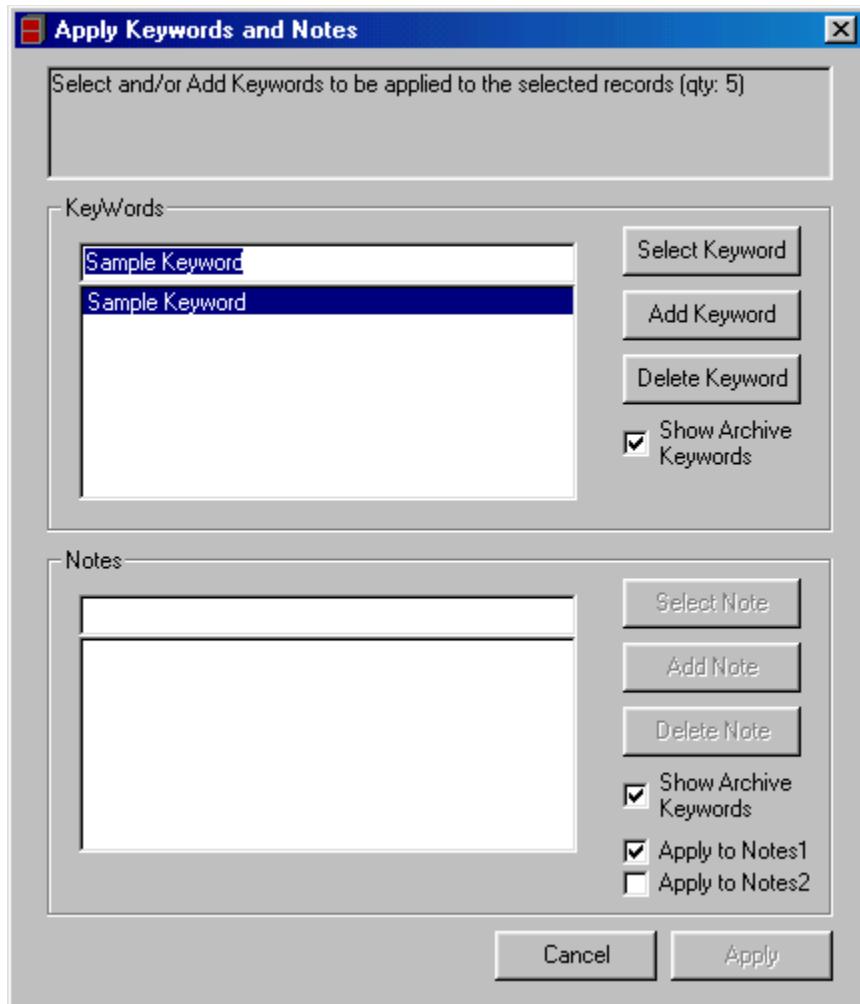 Apply Keywords and Notes
Select and/or Add Keywords to be applied to the selected records (qty: 5)
KeyWords
Sample Keyword
Sample Keyword
Select Keyword
Add Keyword
Delete Keyword
Show Archive
Keywords
Notes
Select Note
Add Note
Delete Note
Show Archive
Keywords
Apply to Notes1
Apply to Notes2
Cancel
Apply